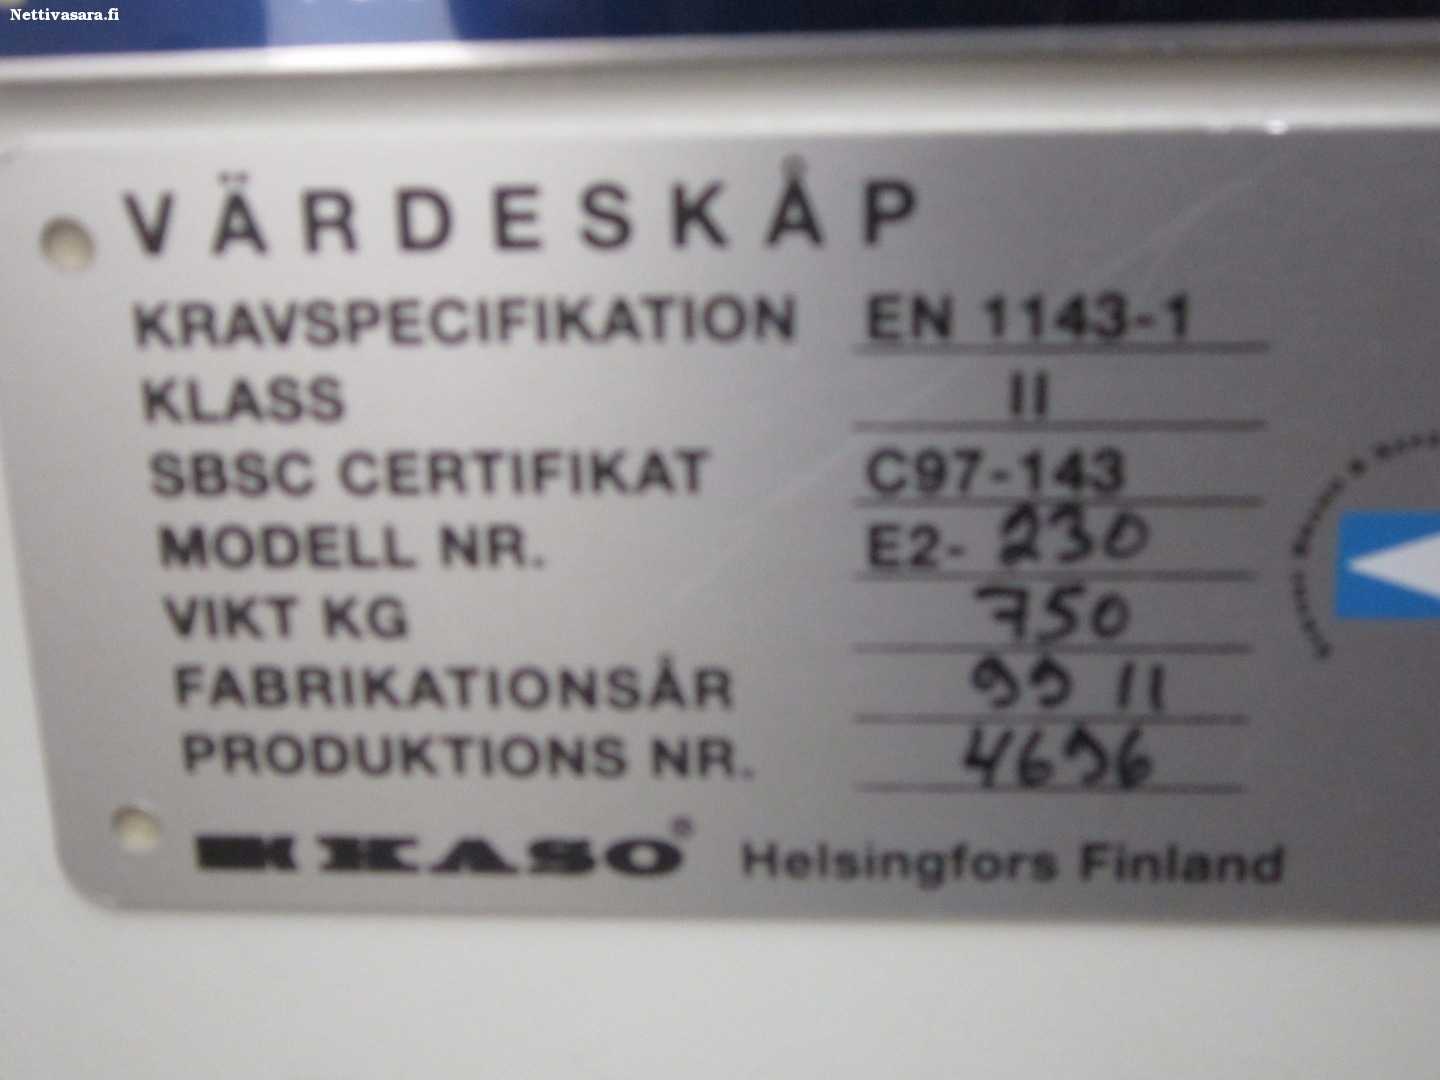 Nettivasara.fi
VÄRDESKÅP
KRAVSPECIFIKATION EN 1143-1
KLASS II
SBSC CERTIFIKAT C97-143
MODELL NR. E2-230
VIKT KG 750
FABRIKATIONSÅR 99 11
PRODUKTIONS NR. 4696
KASO® Helsingfors Finland